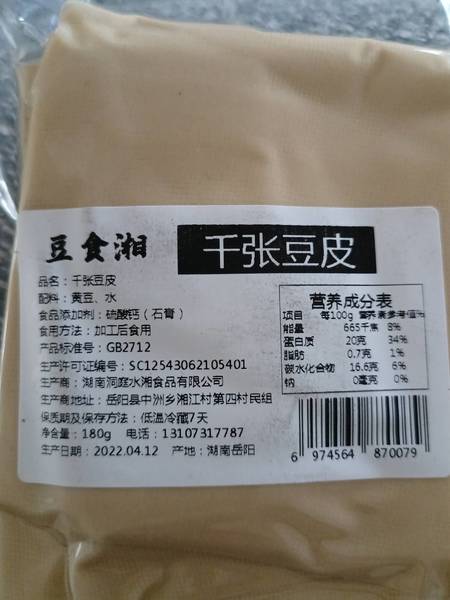 豆食湘
千张豆皮
品名：千张豆皮
配料：黄豆、水
食品添加剂：硫酸钙（石膏）
食用方法：加工后食用
产品标准号：GB2712
生产许可证编号：SC12543062105401
生产商：湖南洞庭水湘食品有限公司
生产商地址：岳阳县中洲乡湘江村第四村民组
保质期及保存方法：低温冷藏7天
净含量：180g 电话：13107317787
生产日期：2022.04.12 产地：湖南岳阳
营养成分表
项目 每100g 营养素参考值%
能量 665千焦 8%
蛋白质 20克 34%
脂肪 0.7克 1%
碳水化合物 16.6克 6%
钠 0毫克 0%
6 974564 870079